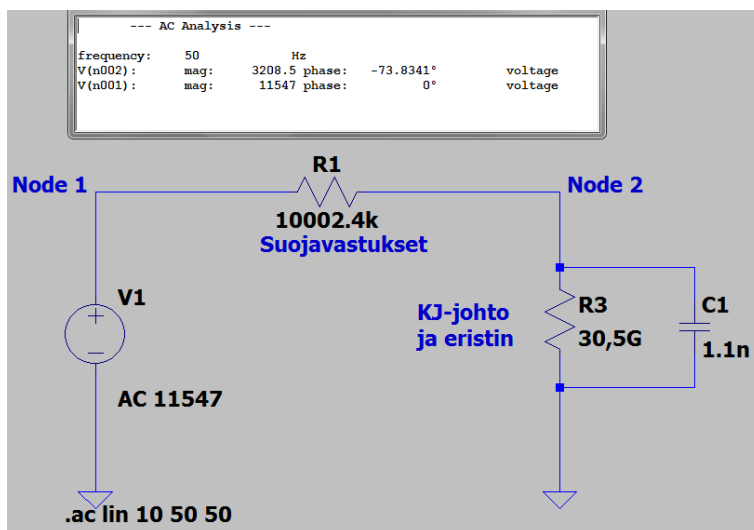 --- AC Analysis ---
frequency: 50 Hz
V(n002): mag: 3208.5 phase: -73.8341° voltage
V(n001): mag: 11547 phase: 0° voltage
Node 1
R1
Node 2
10002.4k
Suojavastukset
V1
KJ-johto
ja eristin
R3
30,5G
C1
1.1n
AC 11547
.ac lin 10 50 50